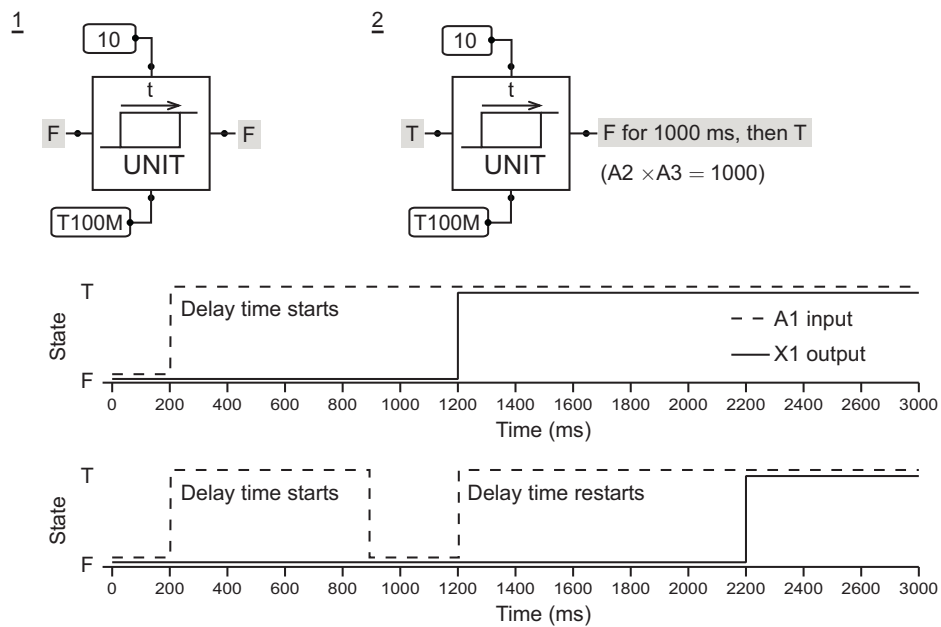 1
10
t
F
F
UNIT
T100M
2
10
t
T
F for 1000 ms, then T
UNIT
(A2 ×A3 = 1000)
T100M
T
Delay time starts
A1 input
State
X1 output
F
0 200 400 600 800 1000 1200 1400 1600 1800 2000 2200 2400 2600 3000
Time (ms)
T
Delay time starts Delay time restarts
State
F
0 200 400 600 800 1000 1200 1400 1600 1800 2000 2200 2400 2600 3000
Time (ms)